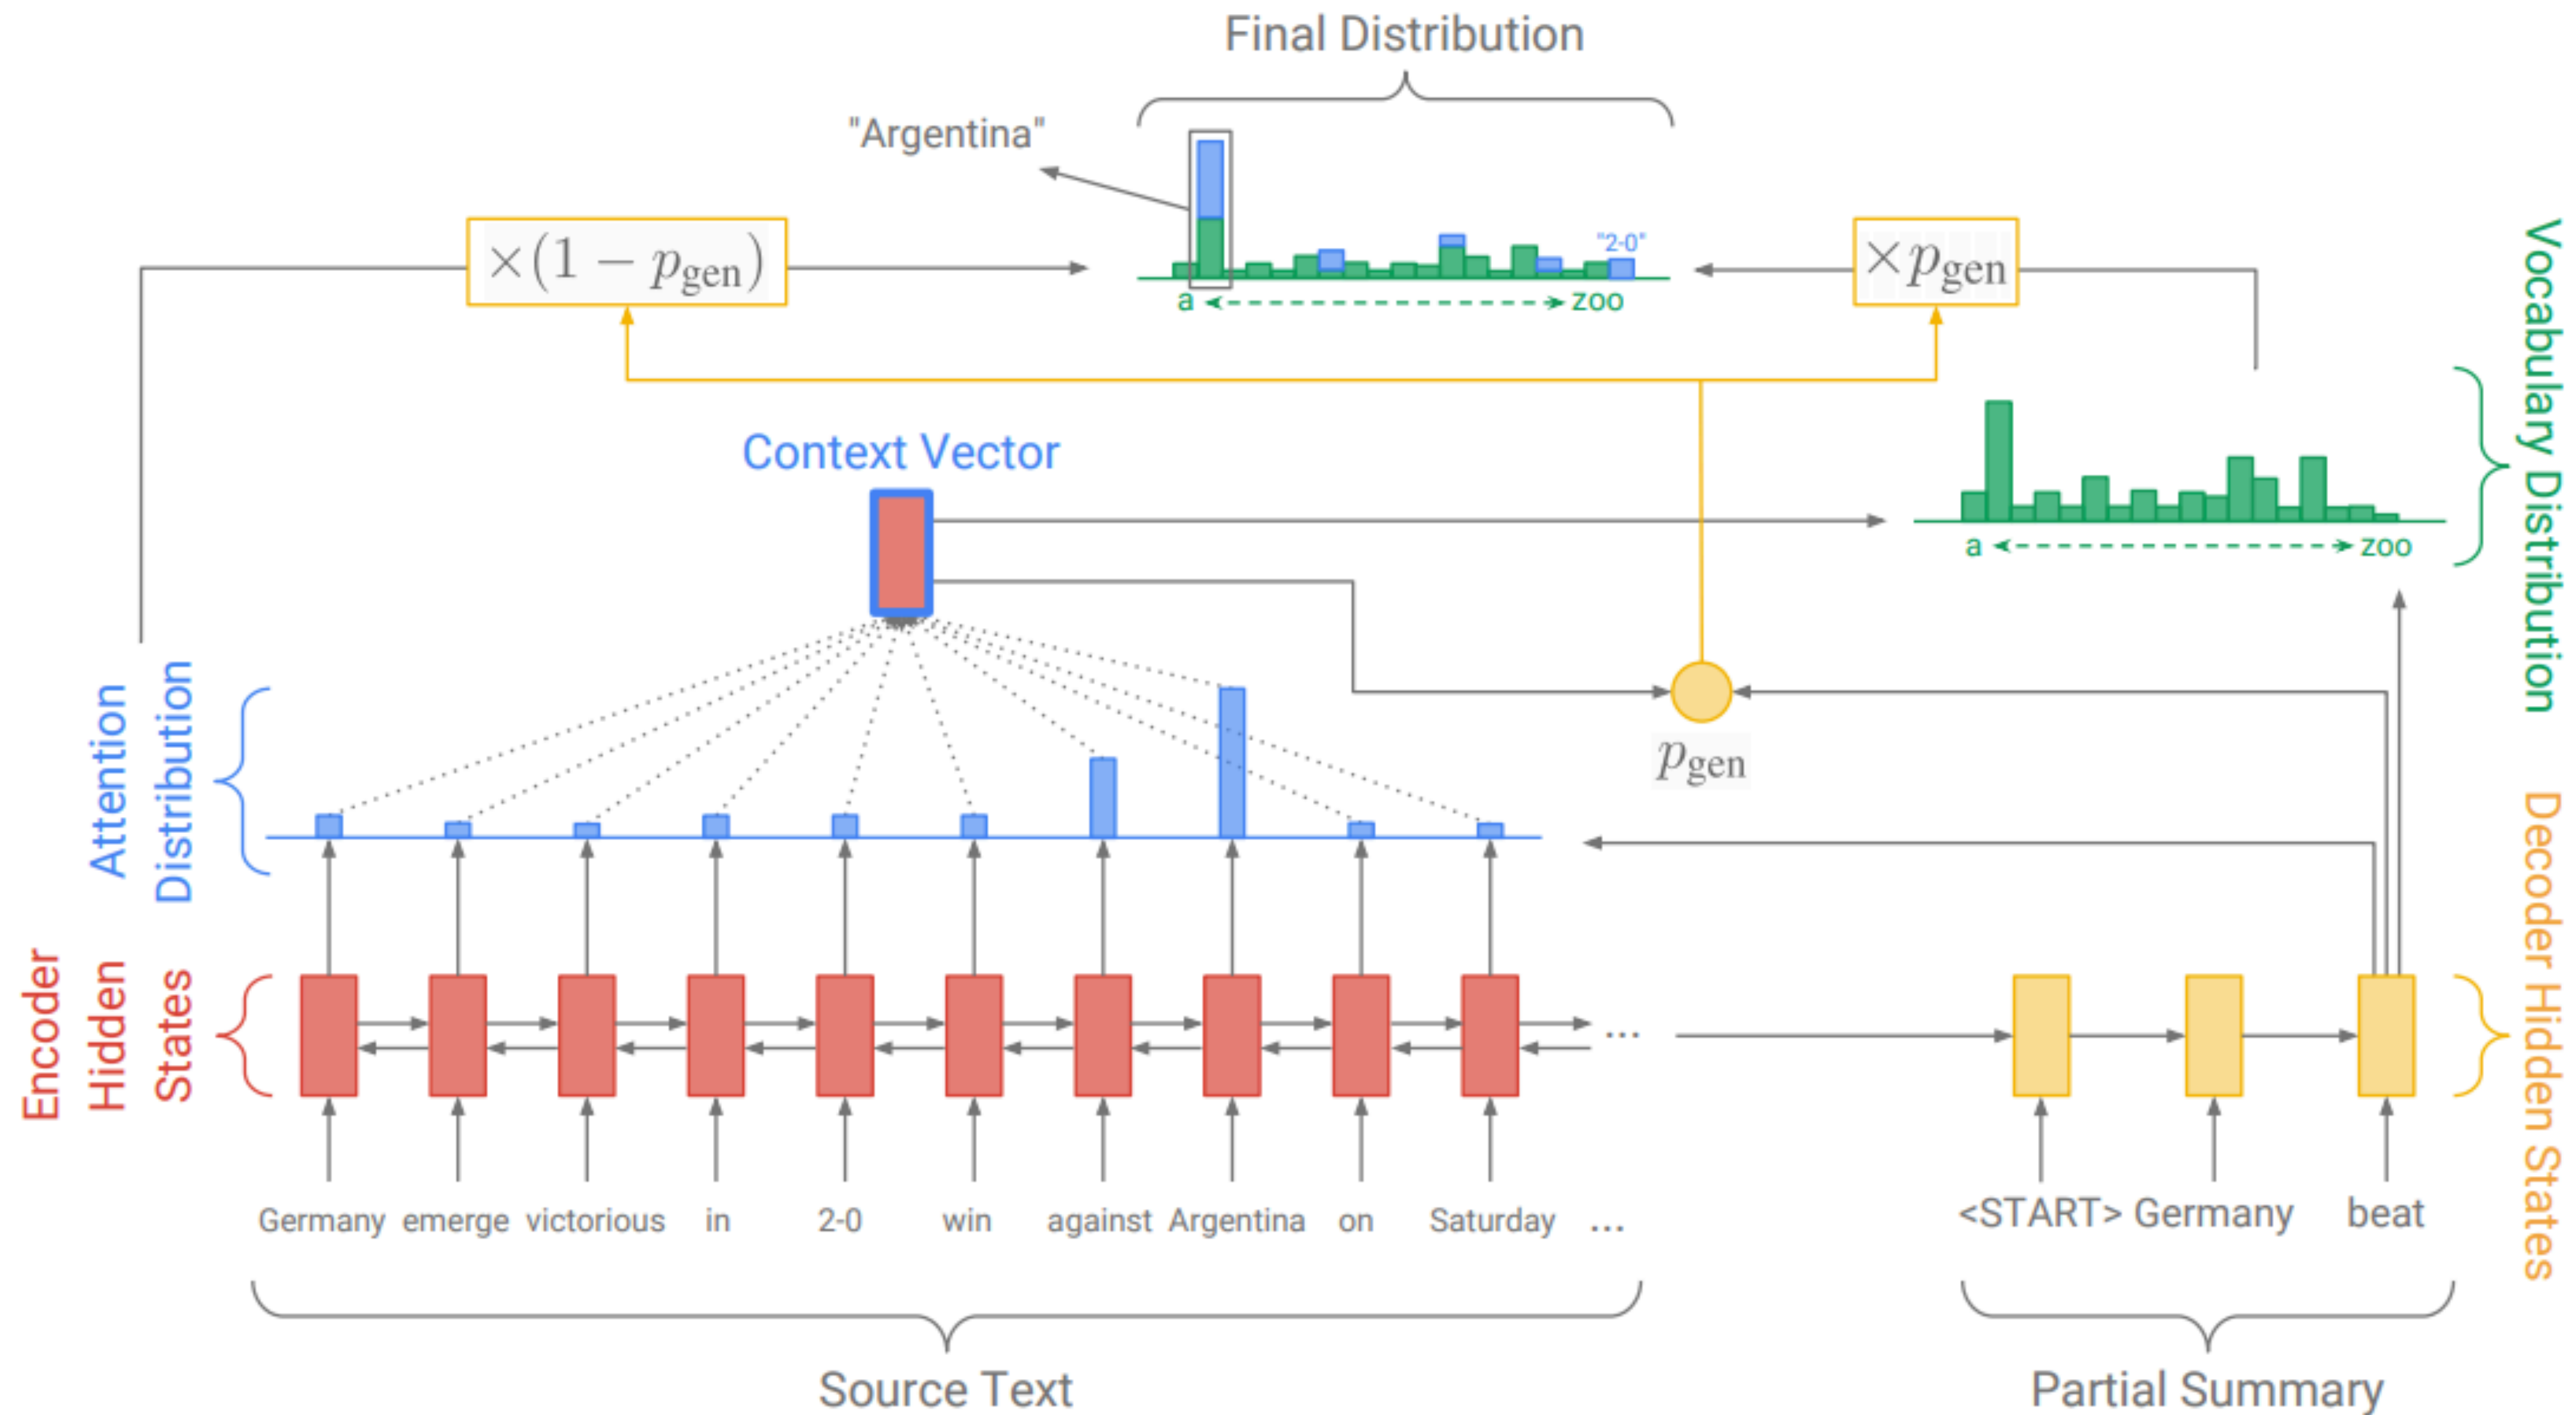 Final Distribution
"Argentina"
×(1 − p_gen)
"2-0"
×p_gen
a zoo
Context Vector
Vocabulary Distribution
a zoo
Attention
Distribution
p_gen
Encoder
Hidden
States
...
Decoder Hidden States
Germany emerge victorious in 2-0 win against Argentina on Saturday ...
<START> Germany beat
Source Text
Partial Summary